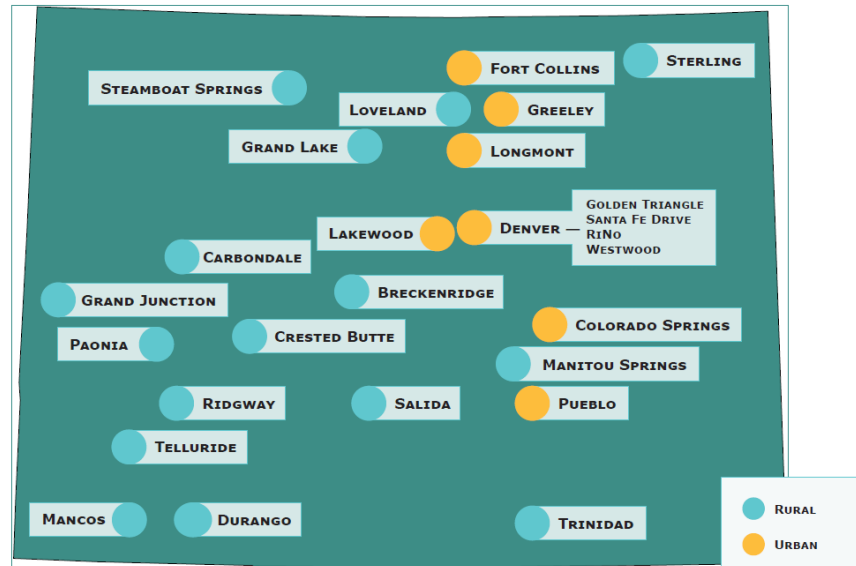 Fort Collins
Sterling
Steamboat Springs
Loveland
Greeley
Grand Lake
Longmont
Golden Triangle
Santa Fe Drive
Lakewood
Denver —
RiNo
Westwood
Carbondale
Grand Junction
Breckenridge
Colorado Springs
Paonia
Crested Butte
Manitou Springs
Ridgway
Salida
Pueblo
Telluride
Mancos
Durango
Trinidad
Rural
Urban